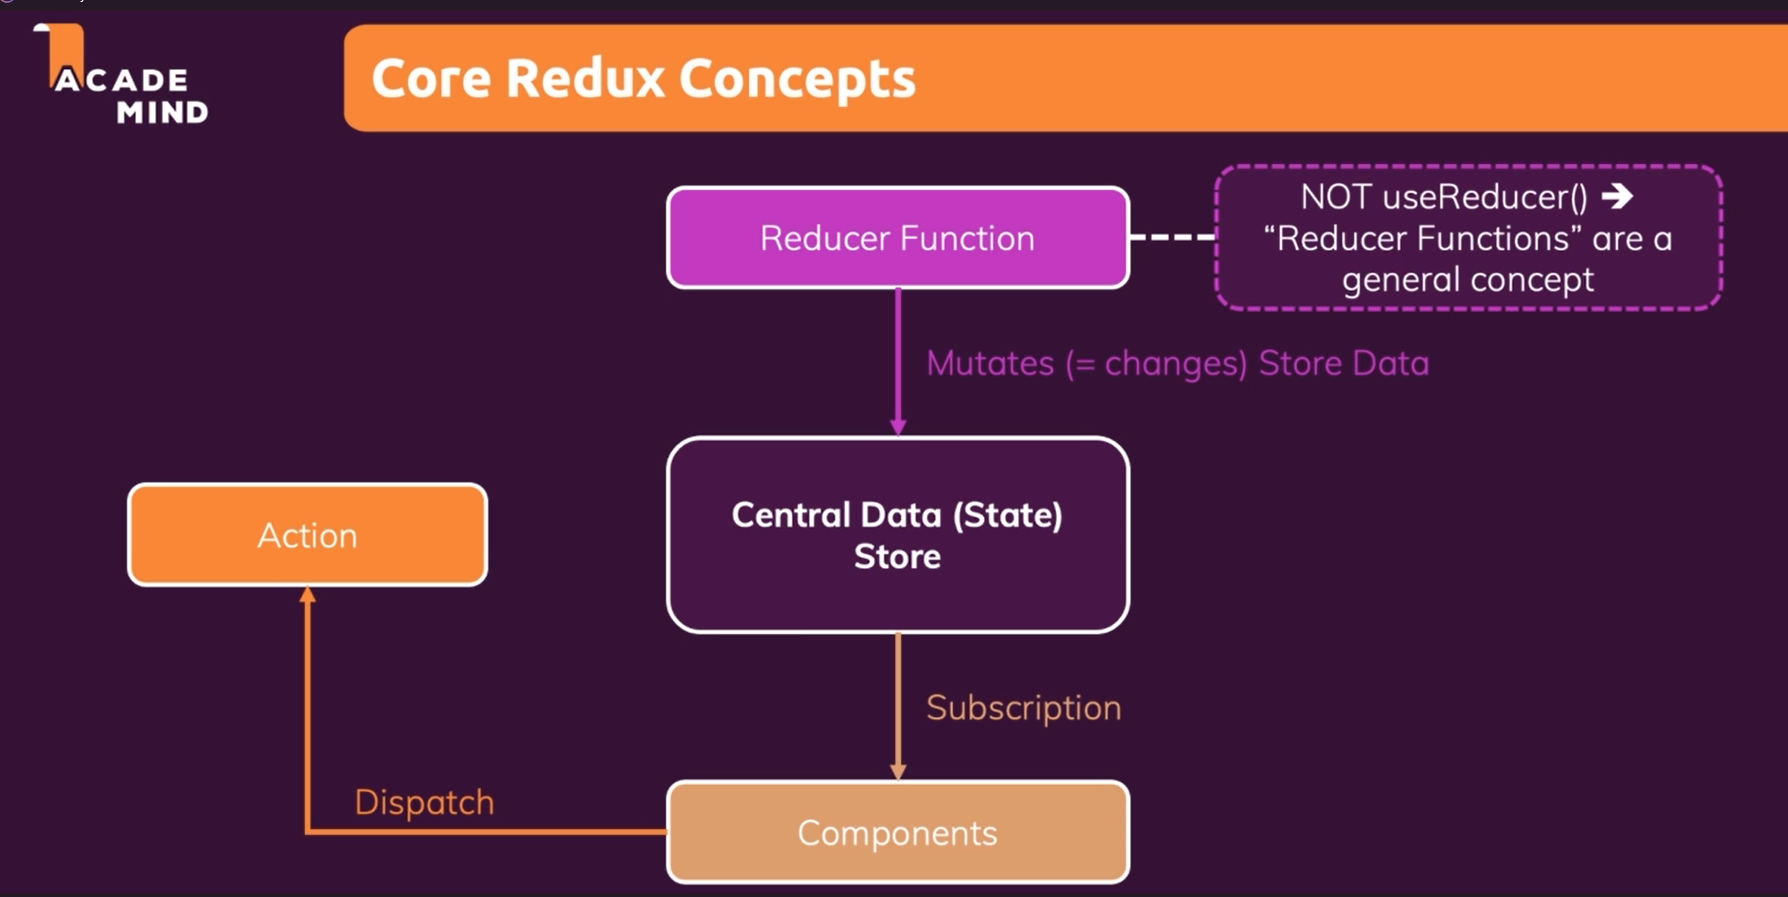 ACADE
MIND
Core Redux Concepts
Reducer Function
NOT useReducer() ➔
“Reducer Functions” are a
general concept
Mutates (= changes) Store Data
Action
Central Data (State)
Store
Subscription
Dispatch
Components